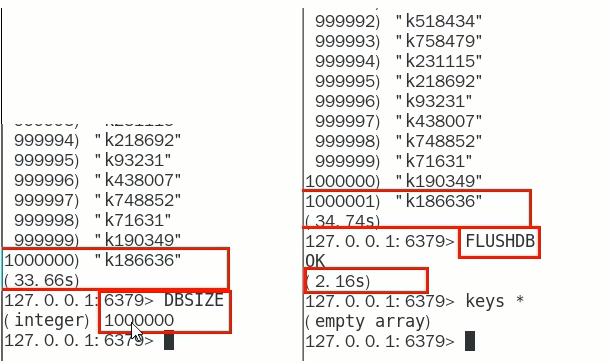 999994) "k218692"
999995) "k93231"
999996) "k438007"
999997) "k748852"
999998) "k71631"
999999) "k190349"
1000000) "k186636"
(33.66s)
127.0.0.1:6379> DBSIZE
(integer) 1000000
127.0.0.1:6379>
999992) "k518434"
999993) "k758479"
999994) "k231115"
999995) "k218692"
999996) "k93231"
999997) "k438007"
999998) "k748852"
999999) "k71631"
1000000) "k190349"
1000001) "k186636"
(34.74s)
127.0.0.1:6379> FLUSHDB
OK
(2.16s)
127.0.0.1:6379> keys *
(empty array)
127.0.0.1:6379>